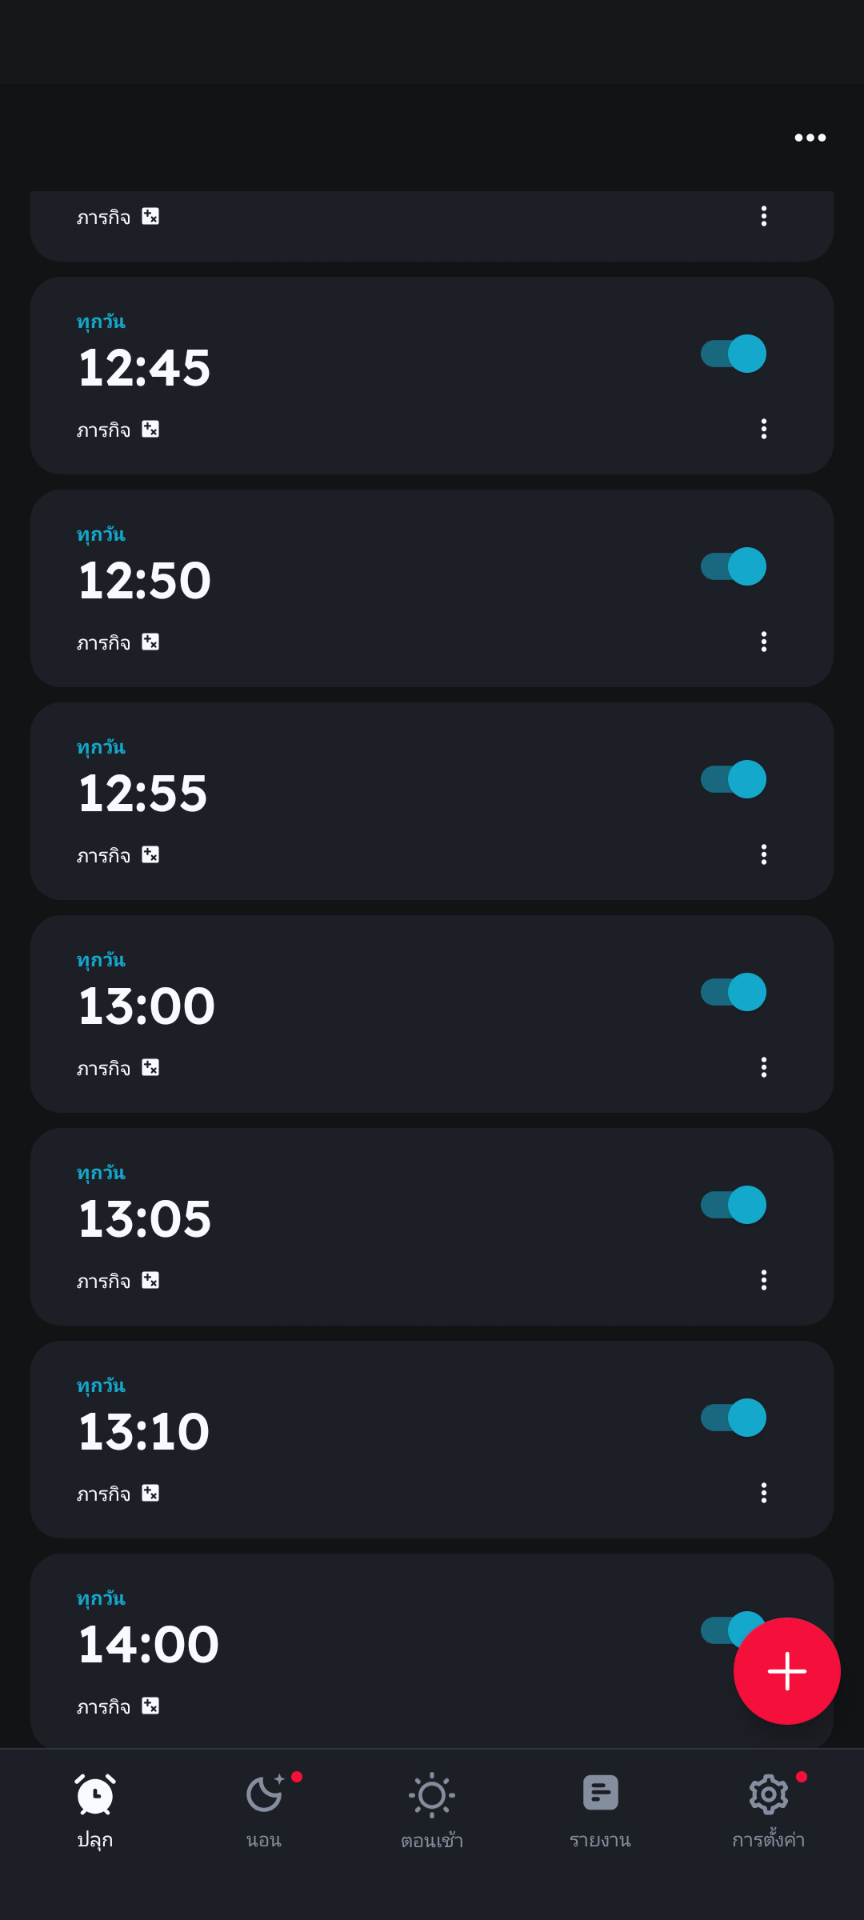 ภารกิจ
ทุกวัน
12:45
ภารกิจ
ทุกวัน
12:50
ภารกิจ
ทุกวัน
12:55
ภารกิจ
ทุกวัน
13:00
ภารกิจ
ทุกวัน
13:05
ภารกิจ
ทุกวัน
13:10
ภารกิจ
ทุกวัน
14:00
ภารกิจ
ปลุก นอน ตอนเช้า รายงาน การตั้งค่า